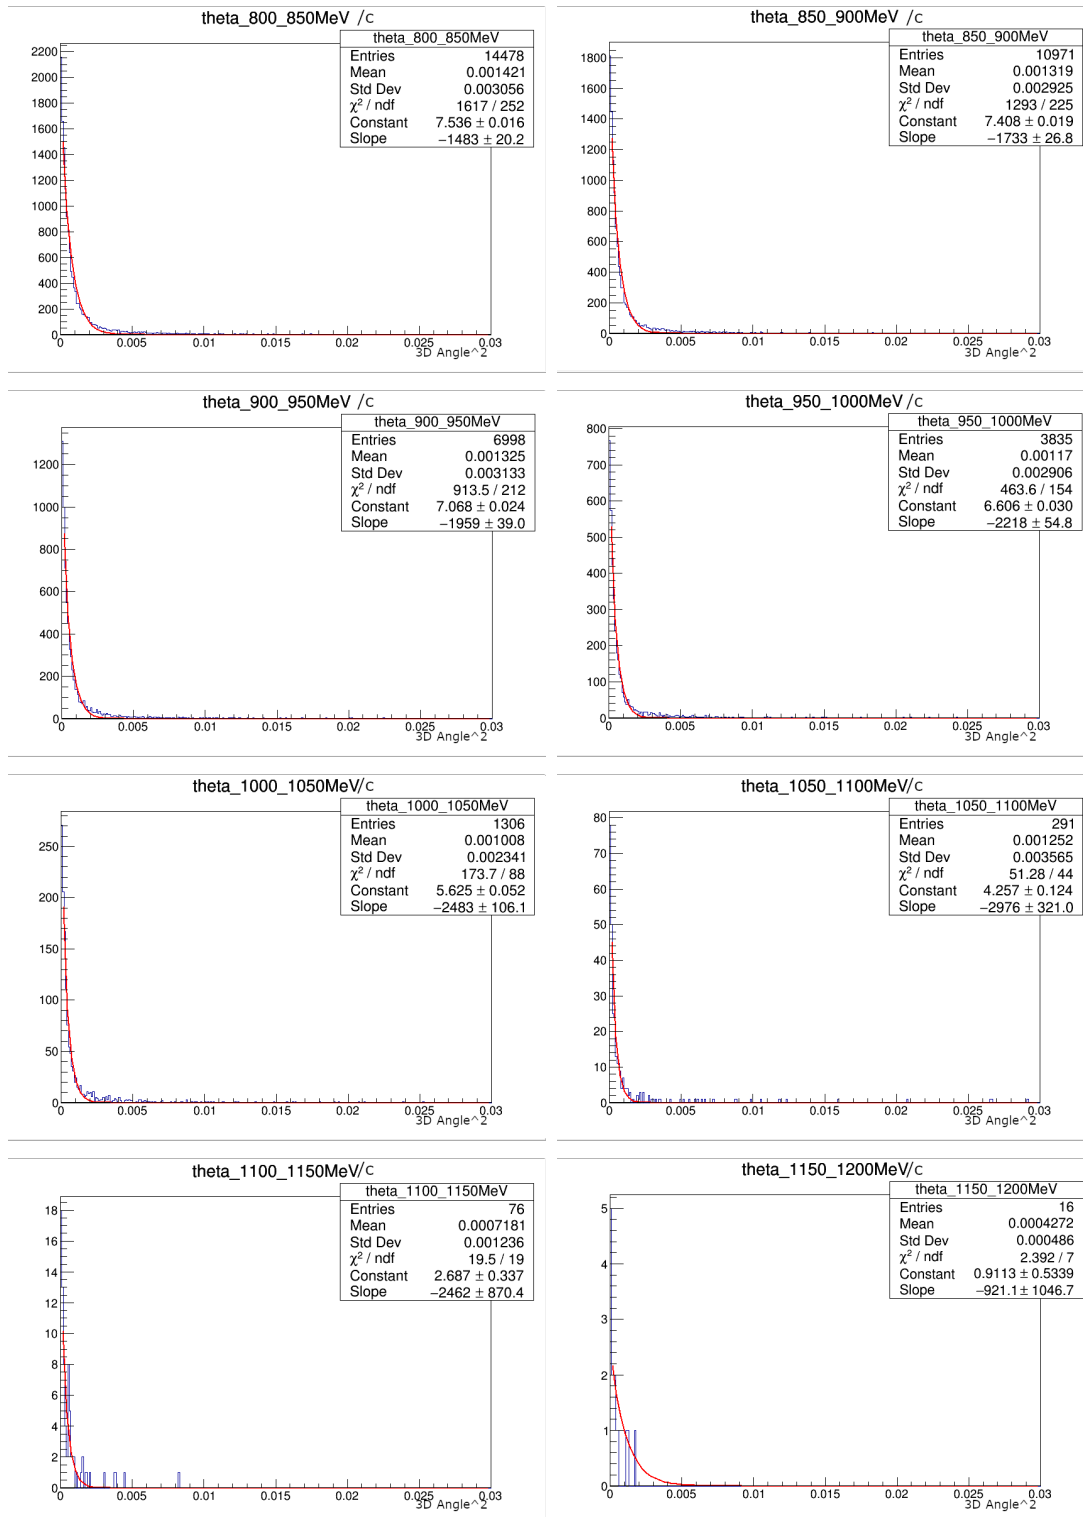 theta_800_850MeV /c
theta_800_850MeV
Entries 14478
Mean 0.001421
Std Dev 0.003056
χ² / ndf 1617 / 252
Constant 7.536 ± 0.016
Slope −1483 ± 20.2
2200
2000
1800
1600
1400
1200
1000
800
600
400
200
0
0 0.005 0.01 0.015 0.02 0.025 0.03
3D Angle^2
theta_850_900MeV /c
theta_850_900MeV
Entries 10971
Mean 0.001319
Std Dev 0.002925
χ² / ndf 1293 / 225
Constant 7.408 ± 0.019
Slope −1733 ± 26.8
1800
1600
1400
1200
1000
800
600
400
200
0
0 0.005 0.01 0.015 0.02 0.025 0.03
3D Angle^2
theta_900_950MeV /c
theta_900_950MeV
Entries 6998
Mean 0.001325
Std Dev 0.003133
χ² / ndf 913.5 / 212
Constant 7.068 ± 0.024
Slope −1959 ± 39.0
1200
1000
800
600
400
200
0
0 0.005 0.01 0.015 0.02 0.025 0.03
3D Angle^2
theta_950_1000MeV /c
theta_950_1000MeV
Entries 3835
Mean 0.00117
Std Dev 0.002906
χ² / ndf 463.6 / 154
Constant 6.606 ± 0.030
Slope −2218 ± 54.8
800
700
600
500
400
300
200
100
0
0 0.005 0.01 0.015 0.02 0.025 0.03
3D Angle^2
theta_1000_1050MeV/c
theta_1000_1050MeV
Entries 1306
Mean 0.001008
Std Dev 0.002341
χ² / ndf 173.7 / 88
Constant 5.625 ± 0.052
Slope −2483 ± 106.1
250
200
150
100
50
0
0 0.005 0.01 0.015 0.02 0.025 0.03
3D Angle^2
theta_1050_1100MeV/c
theta_1050_1100MeV
Entries 291
Mean 0.001252
Std Dev 0.003565
χ² / ndf 51.28 / 44
Constant 4.257 ± 0.124
Slope −2976 ± 321.0
80
70
60
50
40
30
20
10
0
0 0.005 0.01 0.015 0.02 0.025 0.03
3D Angle^2
theta_1100_1150MeV/c
theta_1100_1150MeV
Entries 76
Mean 0.0007181
Std Dev 0.001236
χ² / ndf 19.5 / 19
Constant 2.687 ± 0.337
Slope −2462 ± 870.4
18
16
14
12
10
8
6
4
2
0
0 0.005 0.01 0.015 0.02 0.025 0.03
3D Angle^2
theta_1150_1200MeV/c
theta_1150_1200MeV
Entries 16
Mean 0.0004272
Std Dev 0.000486
χ² / ndf 2.392 / 7
Constant 0.9113 ± 0.5339
Slope −921.1 ± 1046.7
5
4
3
2
1
0
0 0.005 0.01 0.015 0.02 0.025 0.03
3D Angle^2